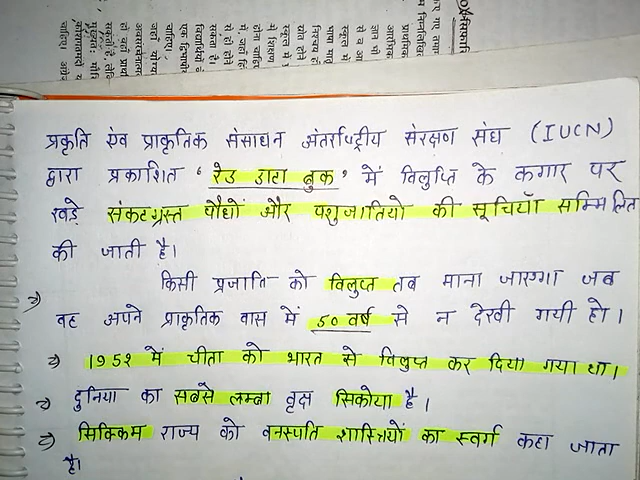 प्रकृति एंव प्राकृतिक संसाधन अंतर्राष्ट्रीय संरक्षण संघ (IUCN)
द्वारा प्रकाशित ' रेड डाटा बुक ' में विलुप्ति के कगार पर
खड़े संकटग्रस्त पौधों और पशुजातियो की सूचियाँ सम्मिलित
की जाती है।
किसी प्रजाति को विलुप्त तब माना जाएगा जब
वह अपने प्राकृतिक वास में 50 वर्ष से न देखी गयी हो।
1952 में चीता को भारत से विलुप्त कर दिया गया था।
दुनिया का सबसे लम्बा वृक्ष सिकोया है।
सिक्किम राज्य को वनस्पति शास्त्रियों का स्वर्ग कहा जाता
है।